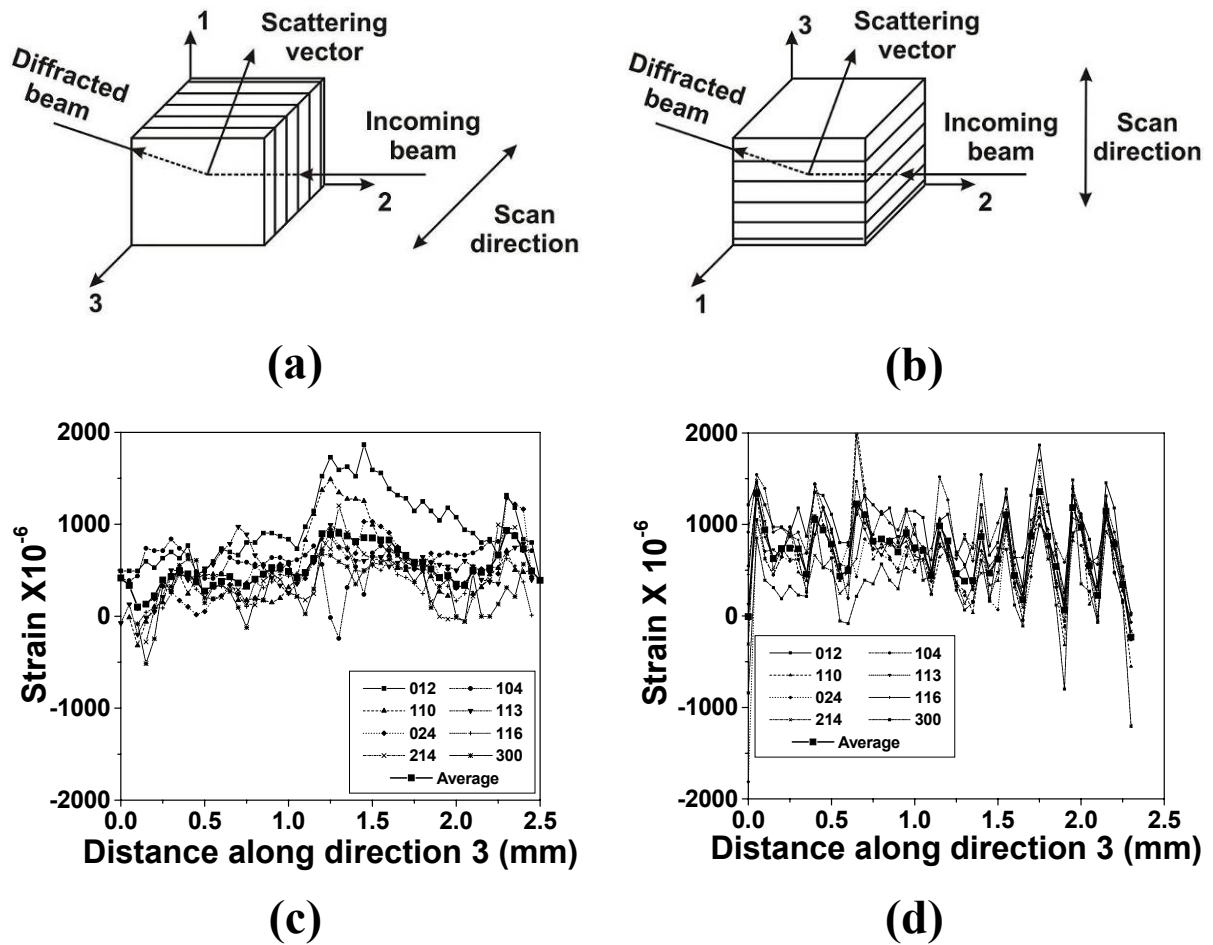 1
Scattering
vector
Diffracted
beam
Incoming
beam
2
Scan
direction
3
(a)
3
Scattering
vector
Diffracted
beam
Incoming
beam
Scan
direction
2
1
(b)
2000
1000
0
-1000
-2000
Strain X10⁻⁶
012 104
110 113
024 116
214 300
Average
0.0 0.5 1.0 1.5 2.0 2.5
Distance along direction 3 (mm)
(c)
2000
1000
0
-1000
-2000
Strain X 10⁻⁶
012 104
110 113
024 116
214 300
Average
0.0 0.5 1.0 1.5 2.0 2.5
Distance along direction 3 (mm)
(d)